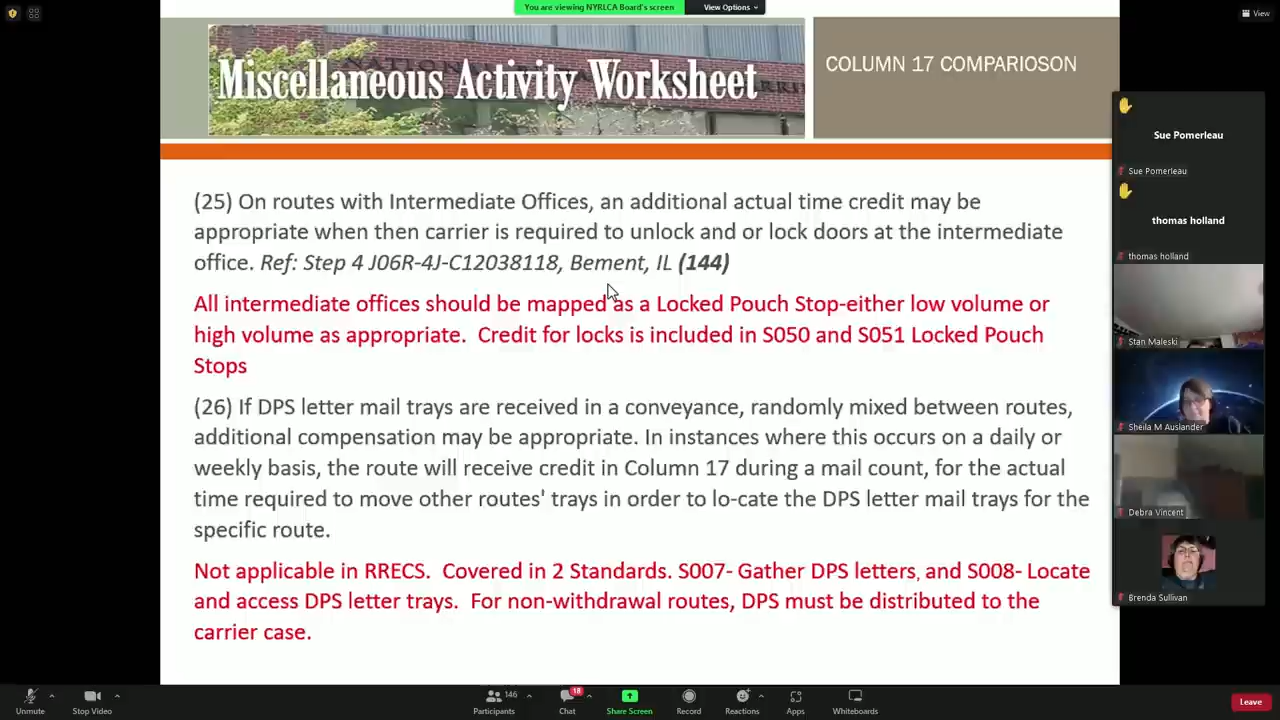 You are viewing NYRLCA Board's screen
View Options
View
Miscellaneous Activity Worksheet
COLUMN 17 COMPARIOSON
(25) On routes with Intermediate Offices, an additional actual time credit may be
appropriate when then carrier is required to unlock and or lock doors at the intermediate
office. Ref: Step 4 J06R-4J-C12038118, Bement, IL (144)
All intermediate offices should be mapped as a Locked Pouch Stop-either low volume or
high volume as appropriate. Credit for locks is included in S050 and S051 Locked Pouch
Stops
(26) If DPS letter mail trays are received in a conveyance, randomly mixed between routes,
additional compensation may be appropriate. In instances where this occurs on a daily or
weekly basis, the route will receive credit in Column 17 during a mail count, for the actual
time required to move other routes' trays in order to lo-cate the DPS letter mail trays for the
specific route.
Not applicable in RRECS. Covered in 2 Standards. S007- Gather DPS letters, and S008- Locate
and access DPS letter trays. For non-withdrawal routes, DPS must be distributed to the
carrier case.
Sue Pomerleau
Sue Pomerleau
thomas holland
thomas holland
Stan Maleski
Sheila M Auslander
Debra Vincent
Brenda Sullivan
Unmute
Stop Video
146
Participants
18
Chat
Share Screen
Record
Reactions
Apps
Whiteboards
Leave